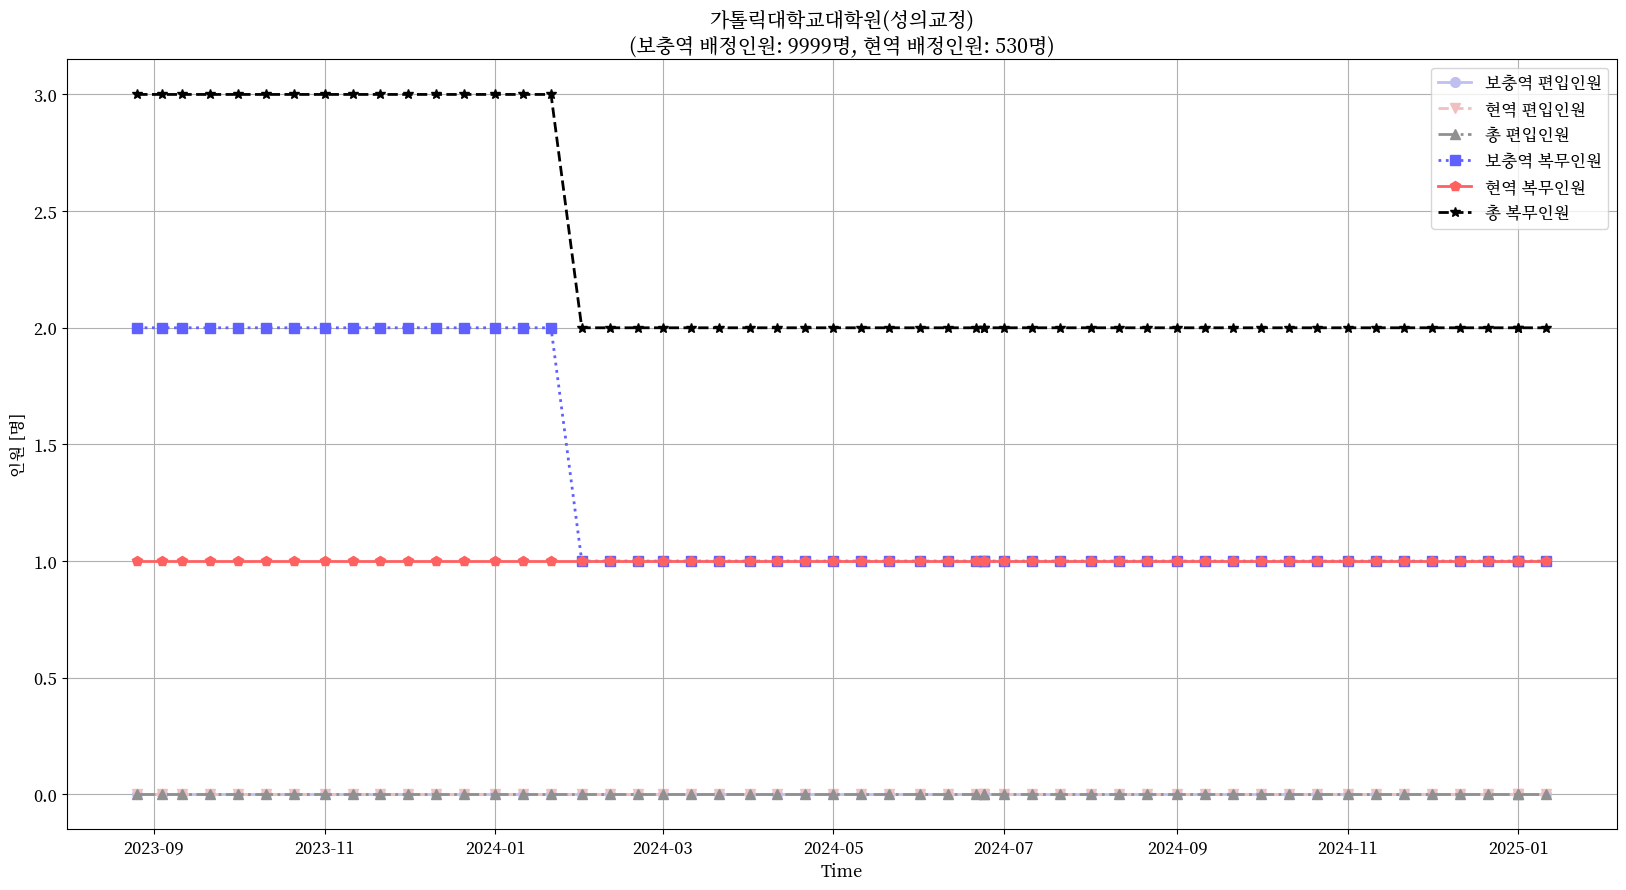 가톨릭대학교대학원(성의교정)
(보충역 배정인원: 9999명, 현역 배정인원: 530명)
보충역 편입인원
현역 편입인원
총 편입인원
보충역 복무인원
현역 복무인원
총 복무인원
인원 [명]
3.0
2.5
2.0
1.5
1.0
0.5
0.0
2023-09
2023-11
2024-01
2024-03
2024-05
2024-07
2024-09
2024-11
2025-01
Time